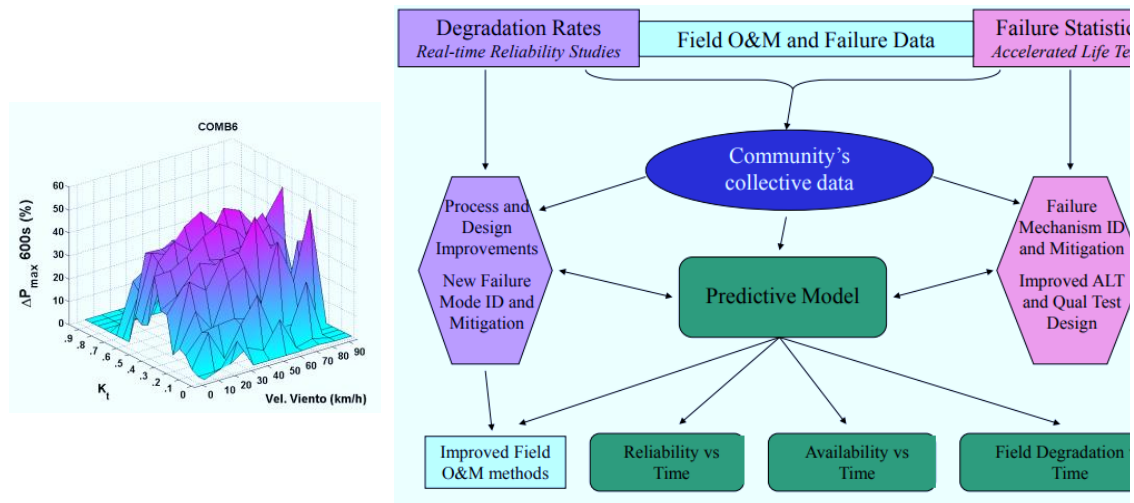 COMB6
ΔP max 600s (%)
60
50
40
30
20
10
0
.9
.8
.7
.6
.5
.4
.3
.2
.1
0
K t
0
10
20
30
40
50
60
70
80
90
Vel. Viento (km/h)
Degradation Rates
Real-time Reliability Studies
Field O&M and Failure Data
Failure Statistic
Accelerated Life Te
Community's
collective data
Process and
Design
Improvements
New Failure
Mode ID and
Mitigation
Predictive Model
Failure
Mechanism ID
and Mitigation
Improved ALT
and Qual Test
Design
Improved Field
O&M methods
Reliability vs
Time
Availability vs
Time
Field Degradation
Time